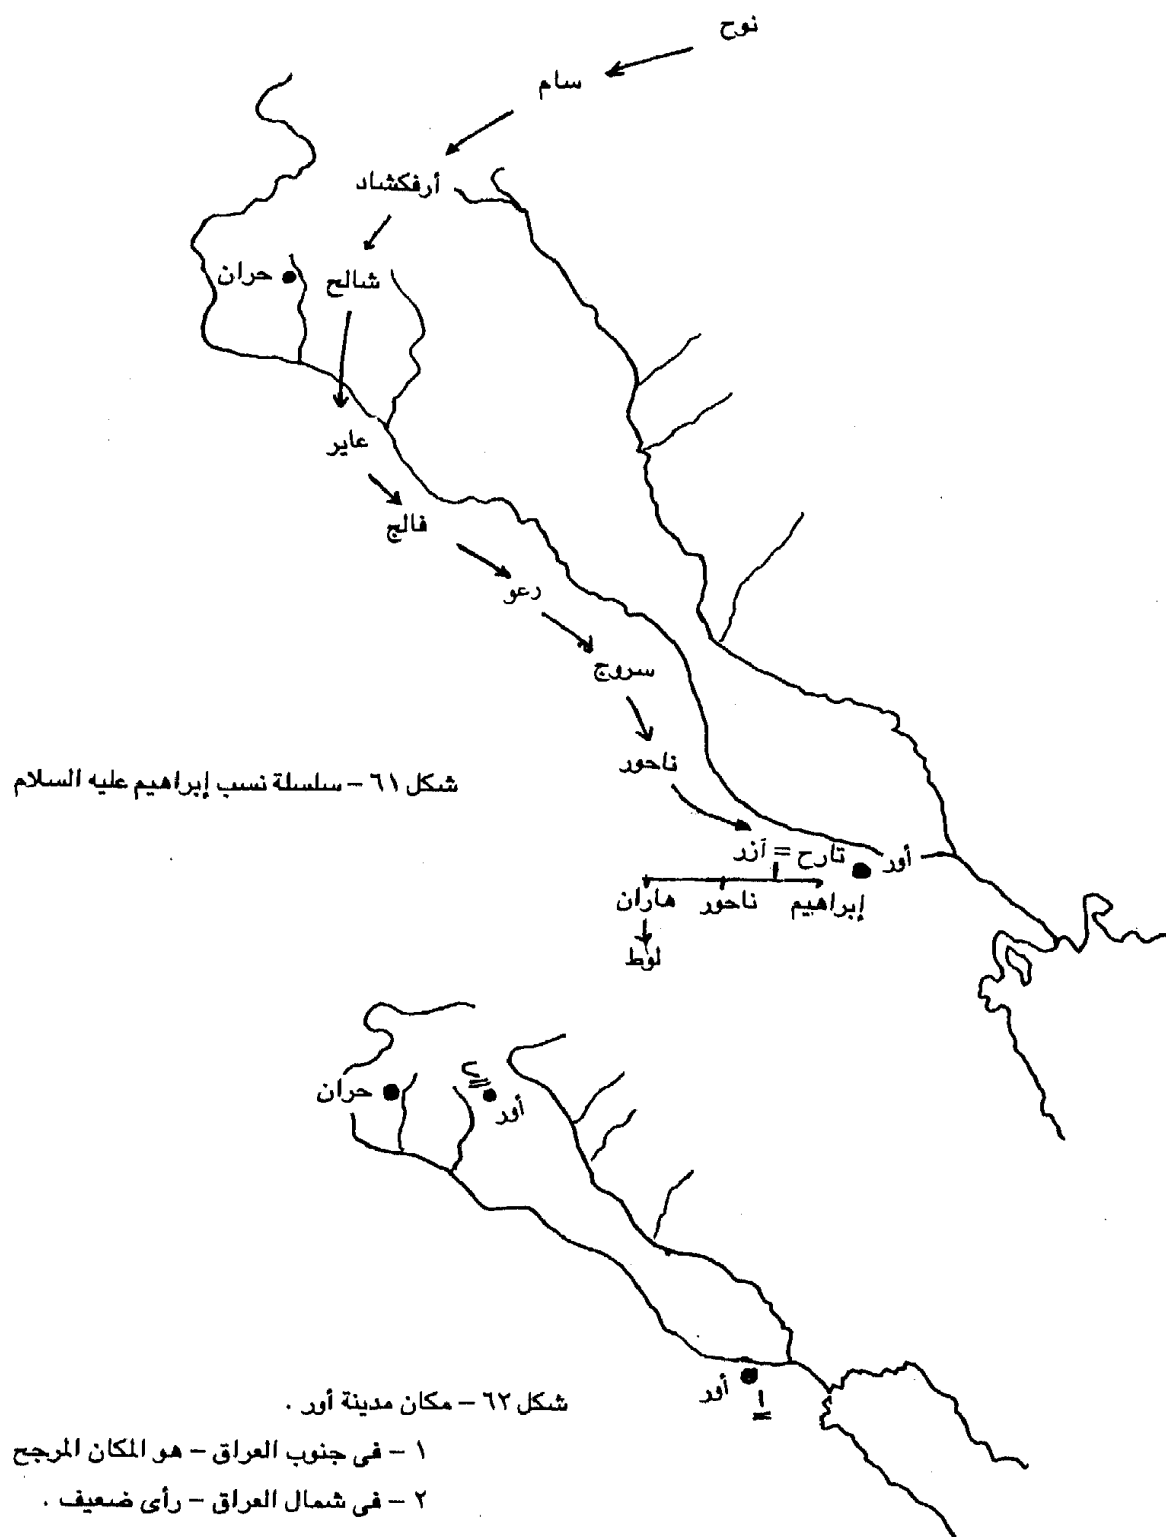 نوح
سام
أرفكشاد
شالح
حران
عاير
فالج
رعو
سروج
ناحور
شكل ٦١ – سلسلة نسب إبراهيم عليه السلام
تارح = آزر
أور
إبراهيم ناحور هاران
لوط
حران
٢
أور
أور
١
شكل ٦٢ – مكان مدينة أور .
١ – فى جنوب العراق – هو المكان المرجح
٢ – فى شمال العراق – رأى ضعيف .